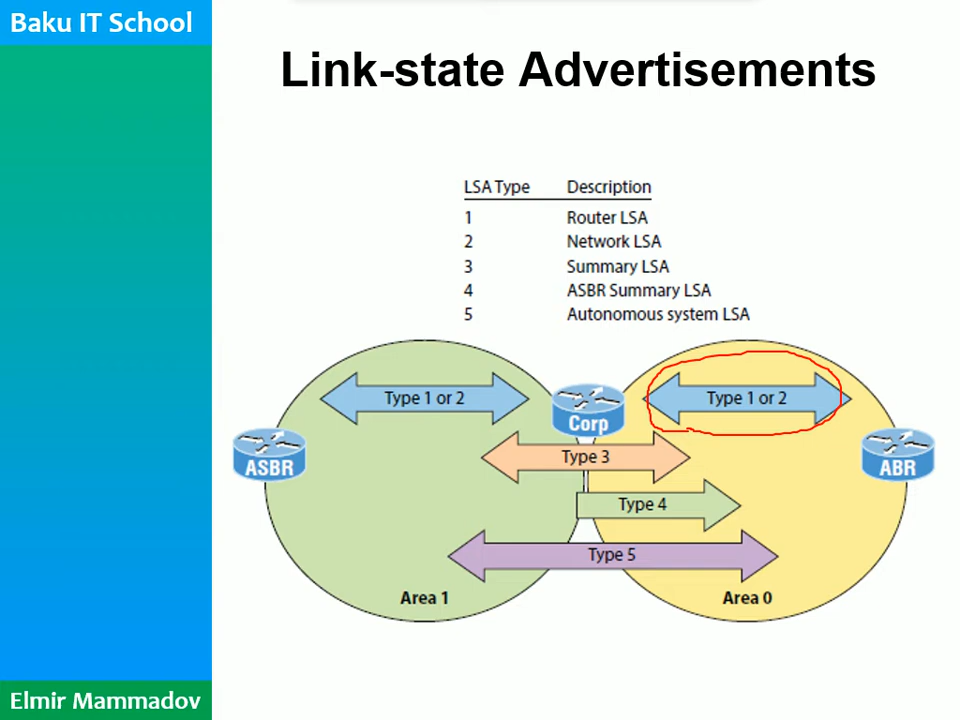 Baku IT School
Link-state Advertisements
LSA Type Description
1 Router LSA
2 Network LSA
3 Summary LSA
4 ASBR Summary LSA
5 Autonomous system LSA
Type 1 or 2
Type 1 or 2
Corp
ASBR
ABR
Type 3
Type 4
Type 5
Area 1
Area 0
Elmir Mammadov